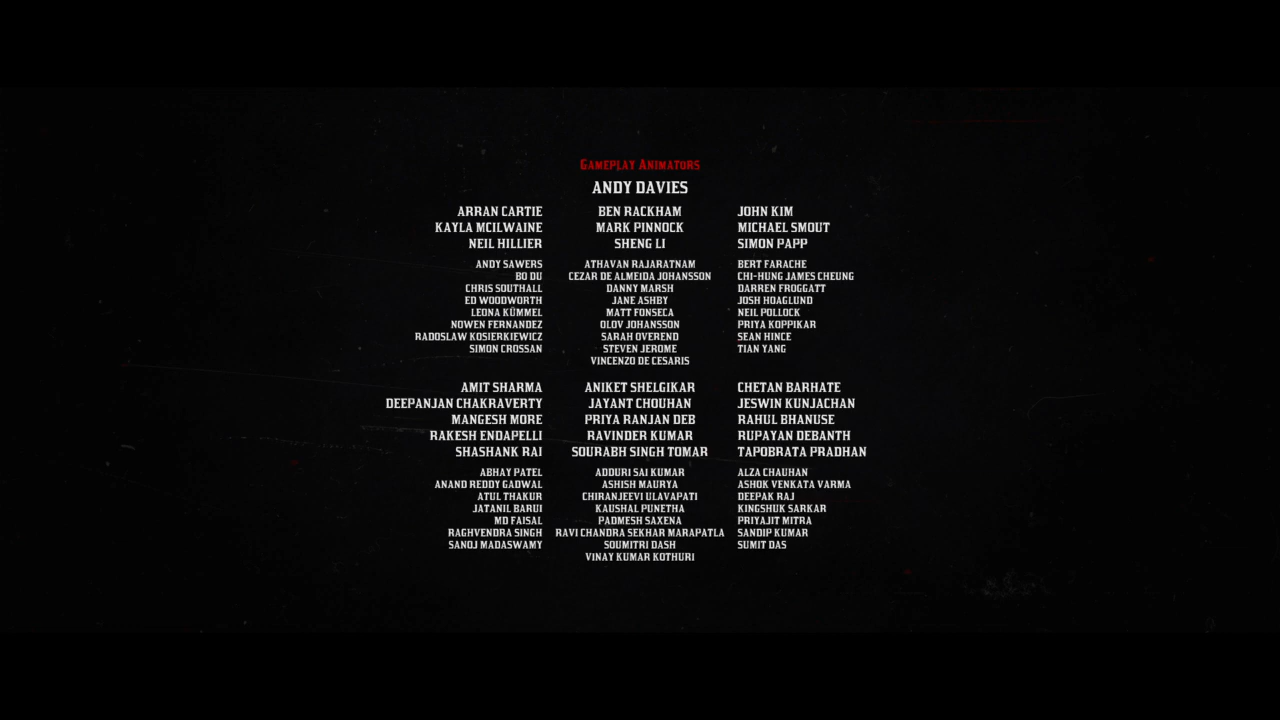 Gameplay Animators
ANDY DAVIES
ARRAN CARTIE BEN RACKHAM JOHN KIM
KAYLA MCILWAINE MARK PINNOCK MICHAEL SMOUT
NEIL HILLIER SHENG LI SIMON PAPP
ANDY SAWERS ATHAVAN RAJARATNAM BERT FARACHE
BO DU CEZAR DE ALMEIDA JOHANSSON CHI-HUNG JAMES CHEUNG
CHRIS SOUTHALL DANNY MARSH DARREN FROGGATT
ED WOODWORTH JANE ASHBY JOSH HOAGLUND
LEONA KÜMMEL MATT FONSECA NEIL POLLOCK
NOWEN FERNANDEZ OLOV JOHANSSON PRIYA KOPPIKAR
RADOSLAW KOSIERKIEWICZ SARAH OVEREND SEAN HINCE
SIMON CROSSAN STEVEN JEROME TIAN YANG
VINCENZO DE CESARIS
AMIT SHARMA ANIKET SHELGIKAR CHETAN BARHATE
DEEPANJAN CHAKRAVERTY JAYANT CHOUHAN JESWIN KUNJACHAN
MANGESH MORE PRIYA RANJAN DEB RAHUL BHANUSE
RAKESH ENDAPELLI RAVINDER KUMAR RUPAYAN DEBANTH
SHASHANK RAI SOURABH SINGH TOMAR TAPOBRATA PRADHAN
ABHAY PATEL ADDURI SAI KUMAR ALZA CHAUHAN
ANAND REDDY GADWAL ASHISH MAURYA ASHOK VENKATA VARMA
ATUL THAKUR CHIRANJEEVI ULAVAPATI DEEPAK RAJ
JATANIL BARUI KAUSHAL PUNETHA KINGSHUK SARKAR
MD FAISAL PADMESH SAXENA PRIYAJIT MITRA
RAGHVENDRA SINGH RAVI CHANDRA SEKHAR MARAPATLA SANDIP KUMAR
SANOJ MADASWAMY SOUMITRI DASH SUMIT DAS
VINAY KUMAR KOTHURI